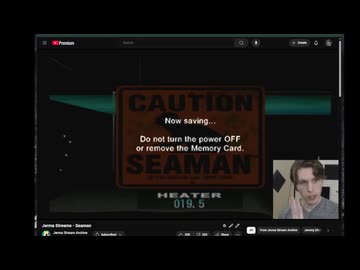 Premium
Search
Create
CAUTION
Now saving...
Do not turn the power OFF
or remove the Memory Card.
SEAMAN
HEATER
019.5
Jerma Streams - Seaman
Jerma Stream Archive
Subscribed
All
From Jerma Stream Archive